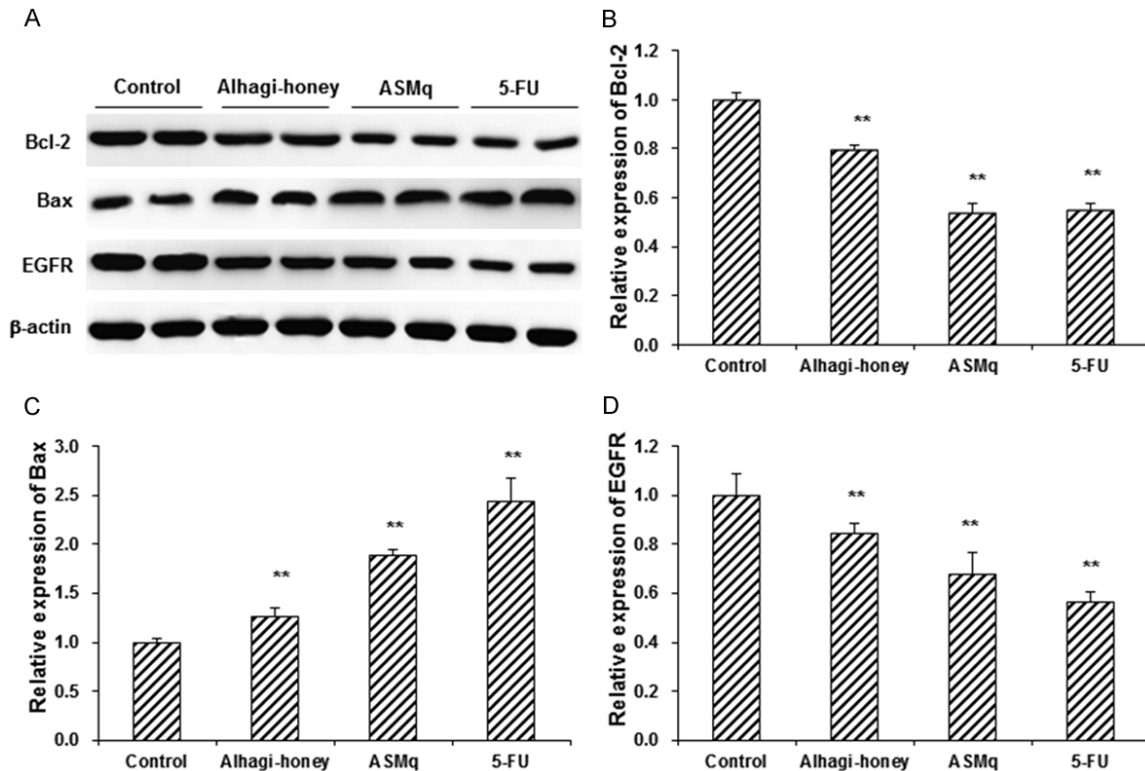 A
Control Alhagi-honey ASMq 5-FU
Bcl-2
Bax
EGFR
β-actin
B
Relative expression of Bcl-2
1.2
1.0
0.8
0.6
0.4
0.2
0.0
** ** **
Control Alhagi-honey ASMq 5-FU
C
Relative expression of Bax
3.0
2.5
2.0
1.5
1.0
0.5
0.0
** ** **
Control Alhagi-honey ASMq 5-FU
D
Relative expression of EGFR
1.2
1.0
0.8
0.6
0.4
0.2
0.0
** ** **
Control Alhagi-honey ASMq 5-FU